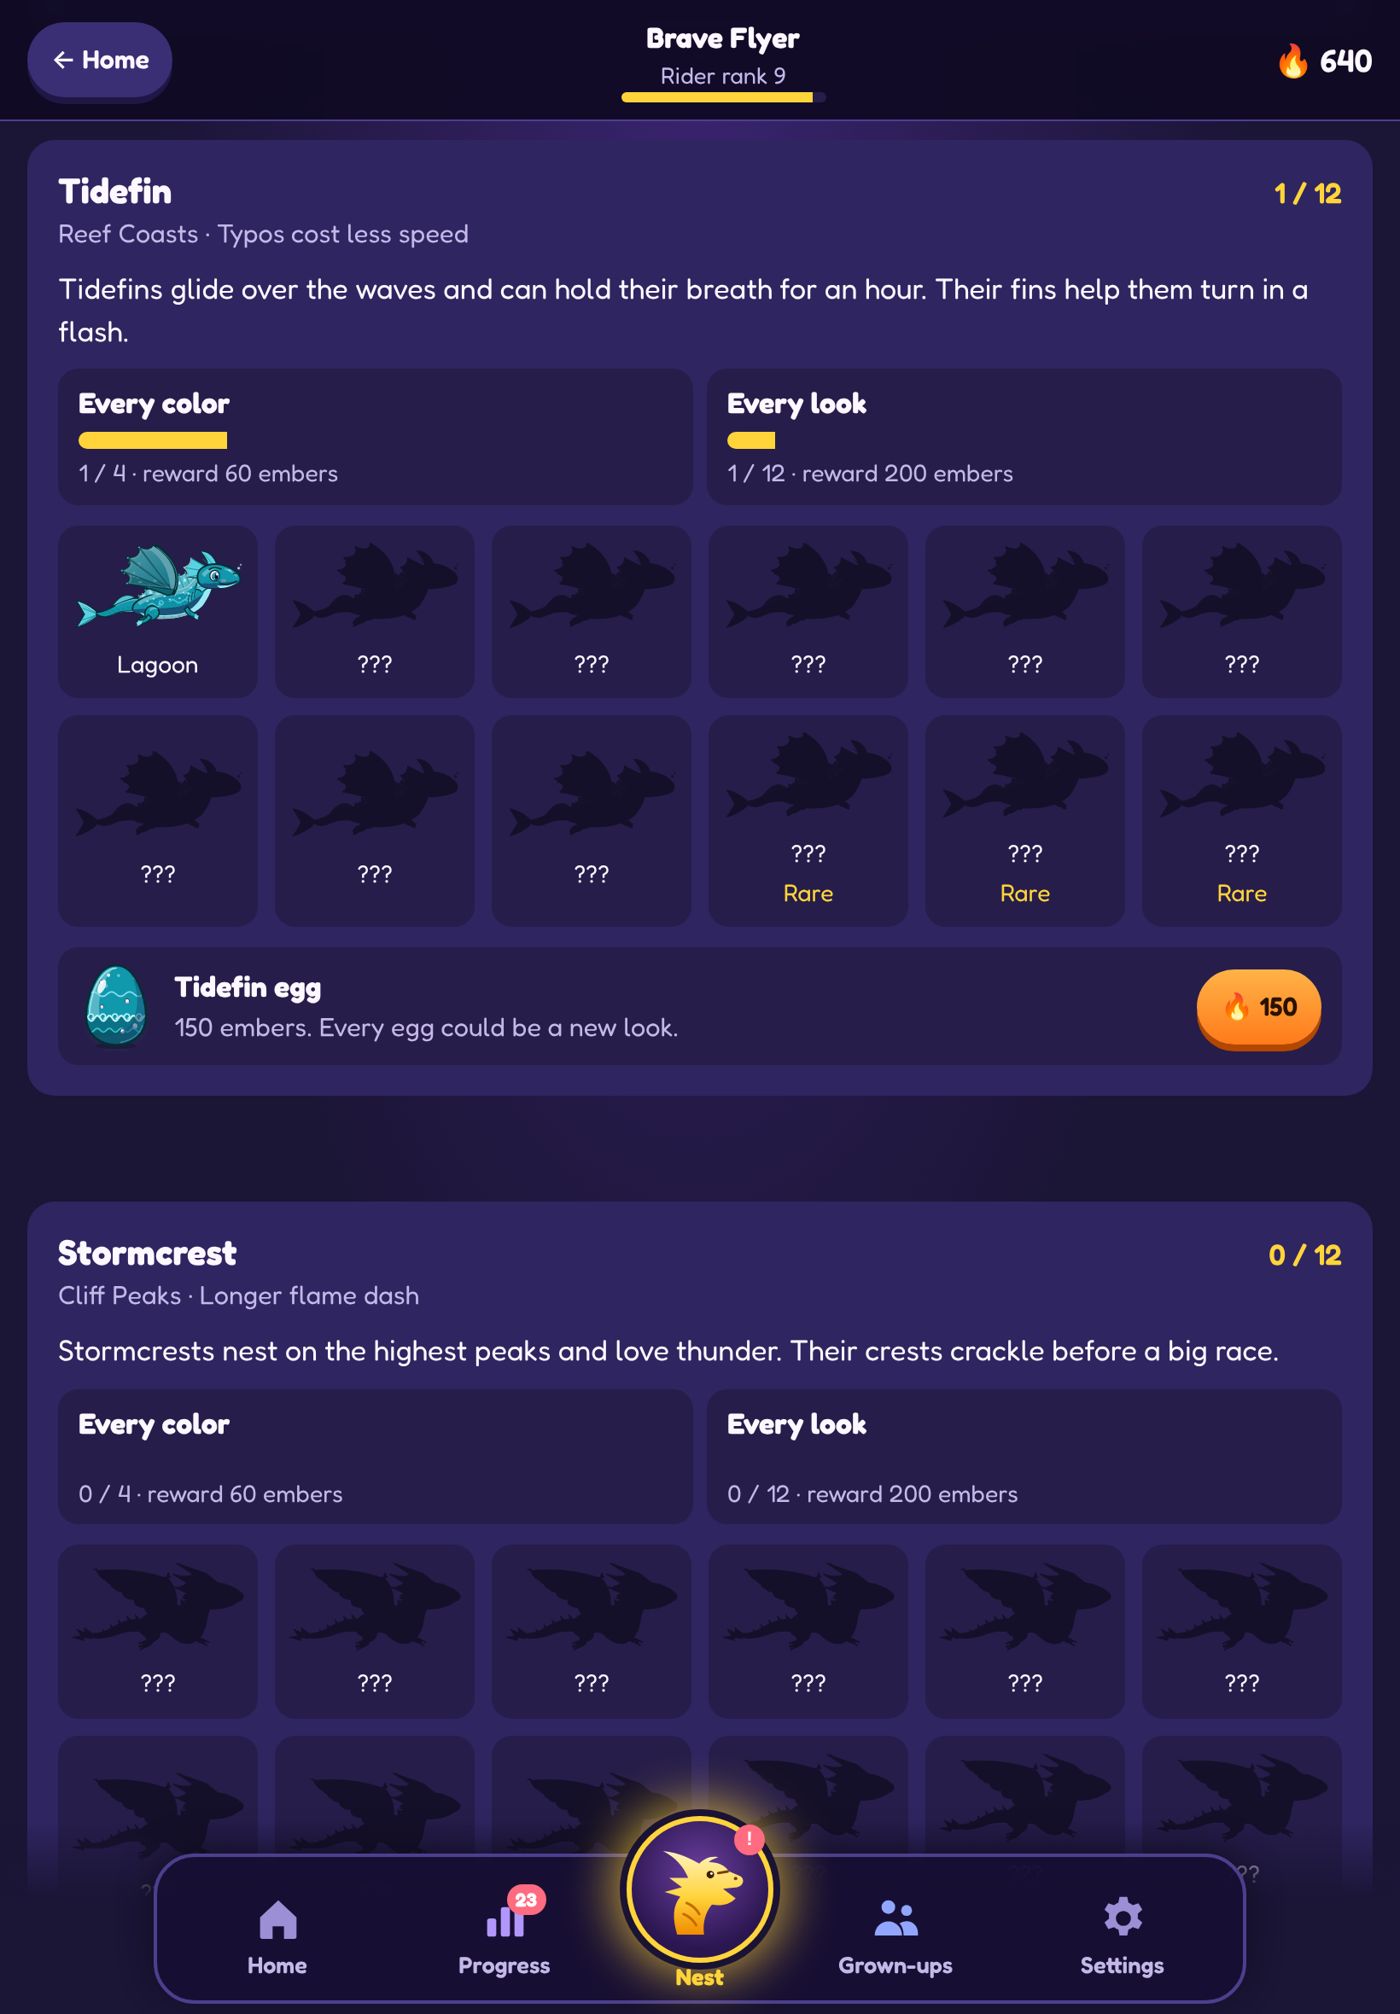 ← Home
Brave Flyer
Rider rank 9
🔥 640
Tidefin
1 / 12
Reef Coasts · Typos cost less speed
Tidefins glide over the waves and can hold their breath for an hour. Their fins help them turn in a
flash.
Every color
1 / 4 · reward 60 embers
Every look
1 / 12 · reward 200 embers
Lagoon
???
???
???
???
???
???
???
???
???
Rare
???
Rare
???
Rare
Tidefin egg
150 embers. Every egg could be a new look.
🔥 150
Stormcrest
0 / 12
Cliff Peaks · Longer flame dash
Stormcrests nest on the highest peaks and love thunder. Their crests crackle before a big race.
Every color
0 / 4 · reward 60 embers
Every look
0 / 12 · reward 200 embers
???
???
???
???
???
???
!
23
Home
Progress
Nest
Grown-ups
Settings